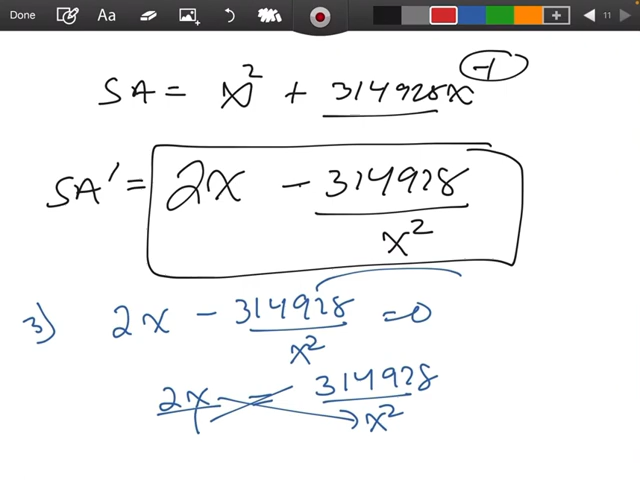 Done Aa 11
SA = x² + 314928x⁻¹
SA' = 2x - 314928/x²
3) 2x - 314928/x² = 0
2x/1 = 314928/x²